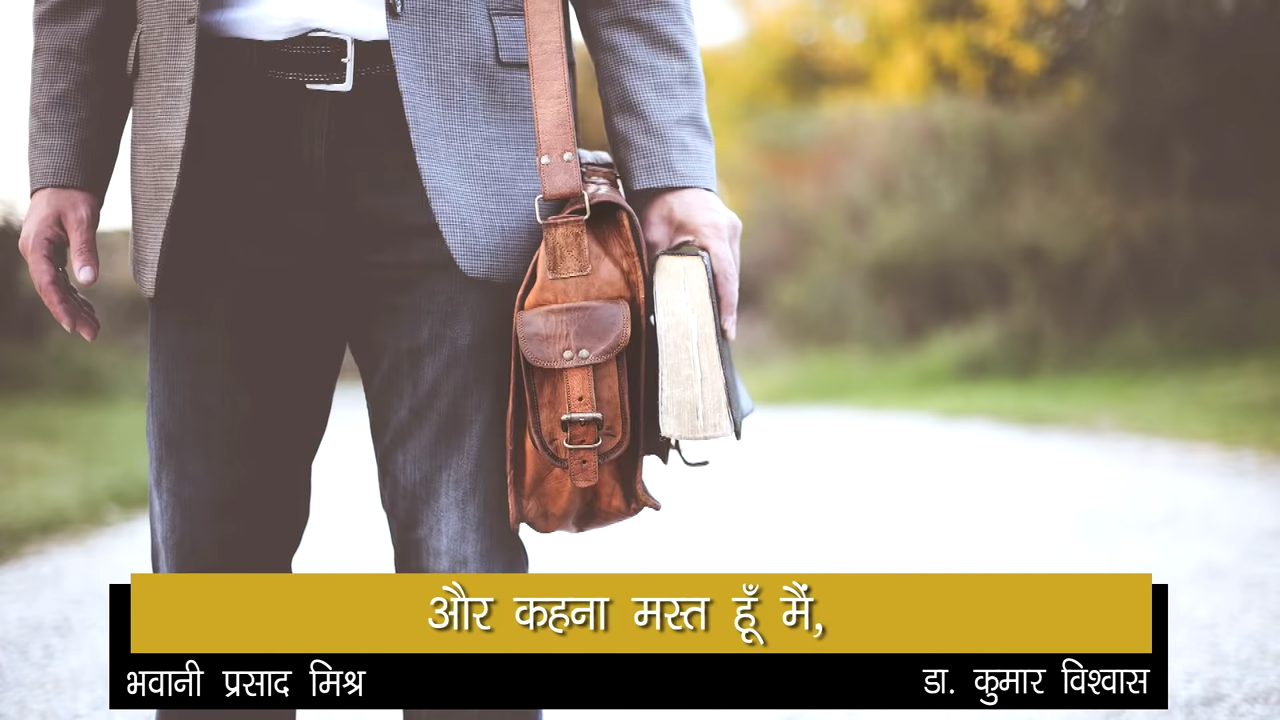 और कहना मस्त हूँ मैं,
भवानी प्रसाद मिश्र
डा. कुमार विश्वास